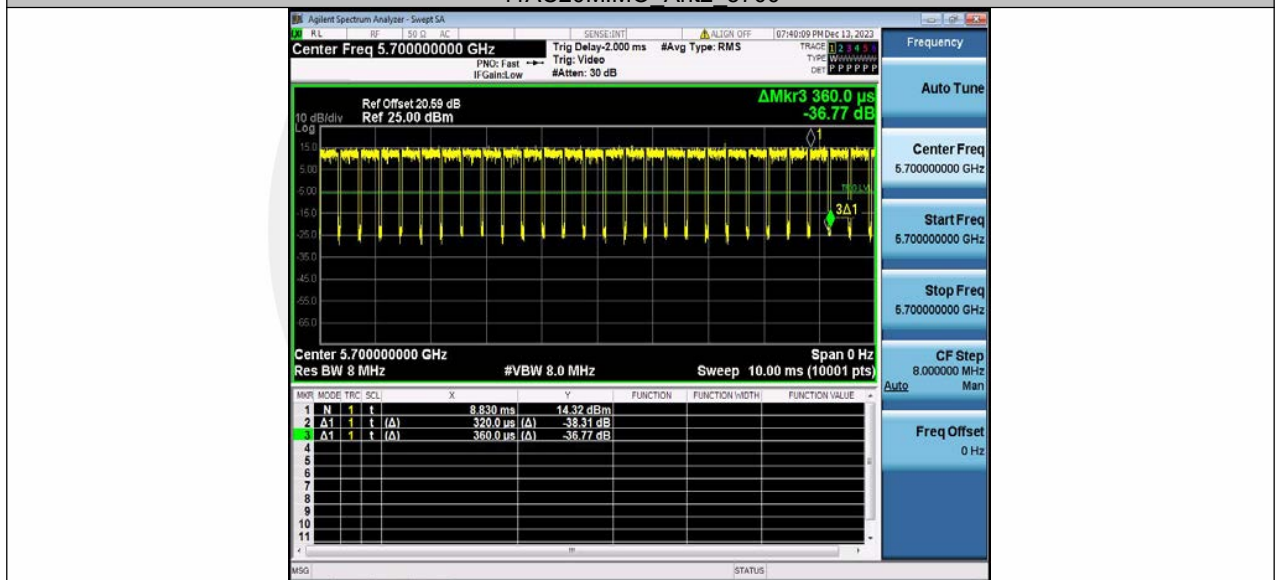 Agilent Spectrum Analyzer - Swept SA
RL RF 50 Ω AC SENSE:INT ALIGN OFF 07:40:09 PM Dec 13, 2023
Center Freq 5.700000000 GHz Trig Delay-2.000 ms #Avg Type: RMS TRACE 1 2 3 4 5 6
PNO: Fast Trig: Video TYPE WWWWWW
IFGain:Low #Atten: 30 dB DET P P P P P P
Frequency
ΔMkr3 360.0 µs
-36.77 dB
Ref Offset 20.59 dB
10 dB/div Ref 25.00 dBm
Log
15.0
5.00
-5.00
-15.0
-25.0
-35.0
-45.0
-55.0
-65.0
1
TRIG LVL
3Δ1
Center 5.700000000 GHz Span 0 Hz
Res BW 8 MHz #VBW 8.0 MHz Sweep 10.00 ms (10001 pts)
MKR MODE TRC SCL X Y FUNCTION FUNCTION WIDTH FUNCTION VALUE
1 N 1 t 8.830 ms 14.32 dBm
2 Δ1 1 t (Δ) 320.0 µs (Δ) -38.31 dB
3 Δ1 1 t (Δ) 360.0 µs (Δ) -36.77 dB
4
5
6
7
8
9
10
11
MSG STATUS
Auto Tune
Center Freq
5.700000000 GHz
Start Freq
5.700000000 GHz
Stop Freq
5.700000000 GHz
CF Step
8.000000 MHz
Auto Man
Freq Offset
0 Hz